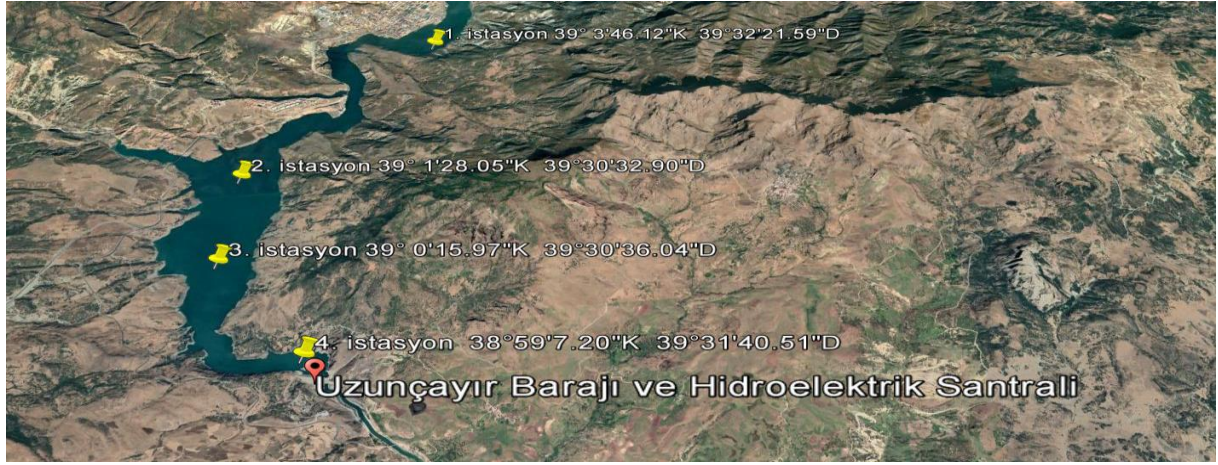 1. istasyon 39° 3'46.12"K 39°32'21.59"D
2. istasyon 39° 1'28.05"K 39°30'32.90"D
3. istasyon 39° 0'15.97"K 39°30'36.04"D
4. istasyon 38°59'7.20"K 39°31'40.51"D
Uzunçayır Barajı ve Hidroelektrik Santrali